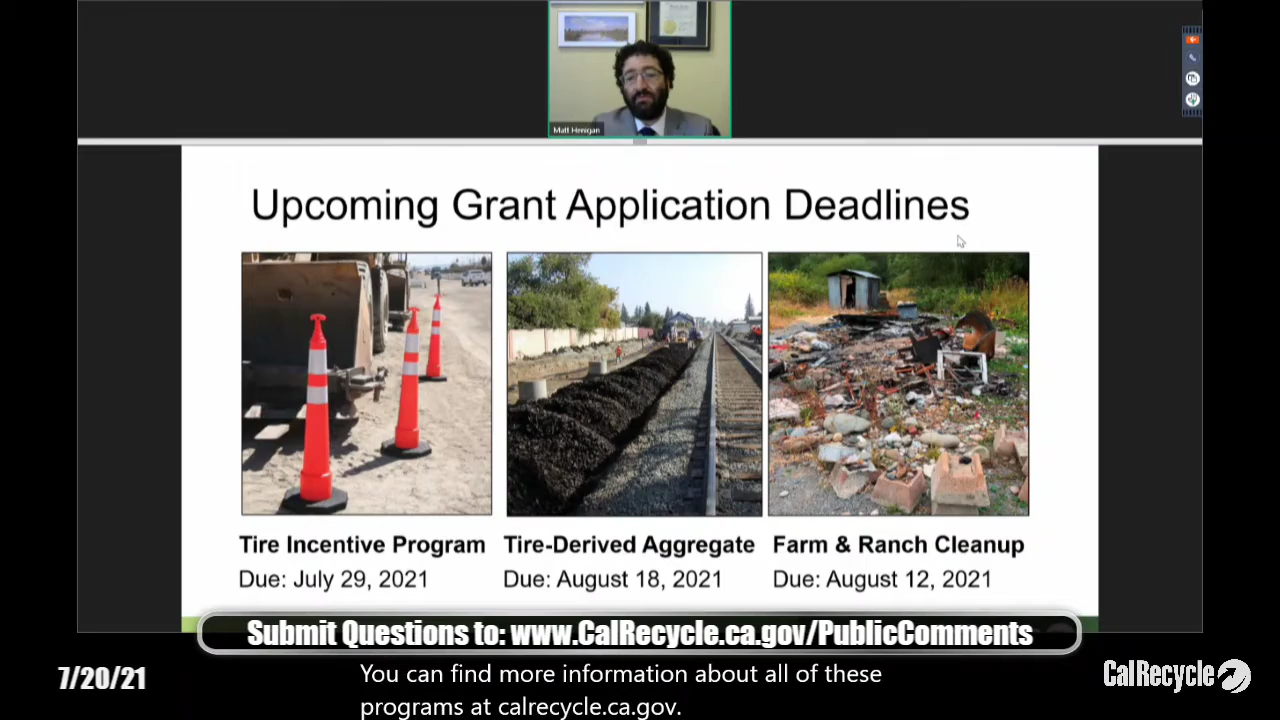 Matt Henigan
Upcoming Grant Application Deadlines
Tire Incentive Program
Due: July 29, 2021
Tire-Derived Aggregate
Due: August 18, 2021
Farm & Ranch Cleanup
Due: August 12, 2021
Submit Questions to: www.CalRecycle.ca.gov/PublicComments
7/20/21
You can find more information about all of these
programs at calrecycle.ca.gov.
CalRecycle